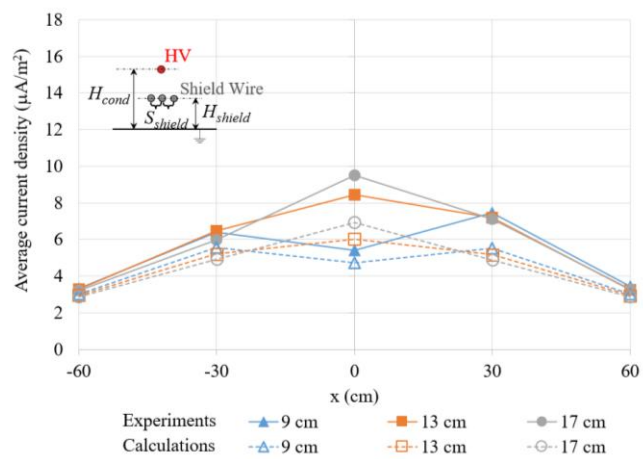 18
16
14
12
10
8
6
4
2
0
Average current density (µA/m²)
HV
Shield Wire
H_cond
S_shield
H_shield
-60 -30 0 30 60
x (cm)
Experiments 9 cm 13 cm 17 cm
Calculations 9 cm 13 cm 17 cm